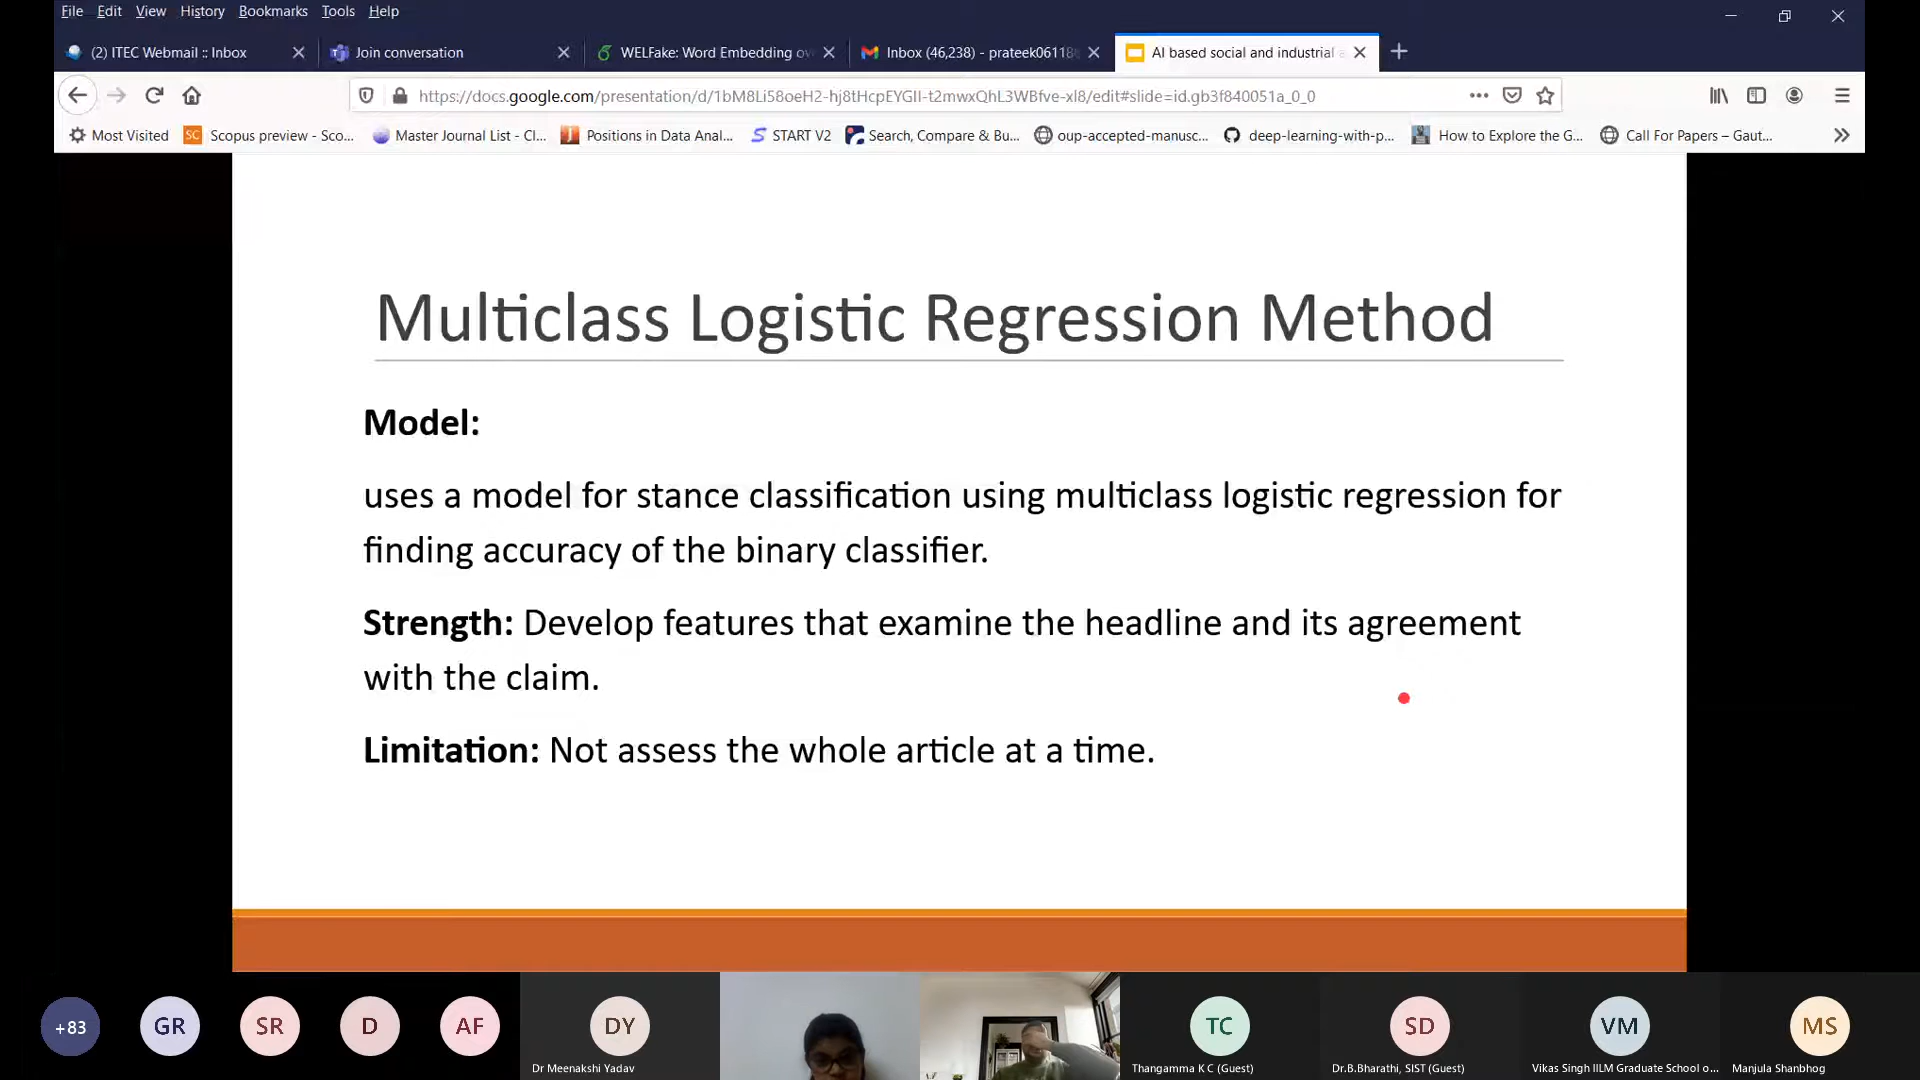 File Edit View History Bookmarks Tools Help
(2) ITEC Webmail :: Inbox
Join conversation
WELFake: Word Embedding ov
Inbox (46,238) - prateek06118
AI based social and industrial a
https://docs.google.com/presentation/d/1bM8Li58oeH2-hj8tHcpEYGII-t2mwxQhL3WBfve-xl8/edit#slide=id.gb3f840051a_0_0
Most Visited
SC Scopus preview - Sco...
Master Journal List - Cl...
Positions in Data Anal...
START V2
Search, Compare & Bu...
oup-accepted-manusc...
deep-learning-with-p...
How to Explore the G...
Call For Papers – Gaut...
Multiclass Logistic Regression Method
Model:
uses a model for stance classification using multiclass logistic regression for
finding accuracy of the binary classifier.
Strength: Develop features that examine the headline and its agreement
with the claim.
Limitation: Not assess the whole article at a time.
+83
GR
SR
D
AF
DY
TC
SD
VM
MS
Dr Meenakshi Yadav
Thangamma K C (Guest)
Dr.B.Bharathi, SIST (Guest)
Vikas Singh IILM Graduate School o...
Manjula Shanbhog